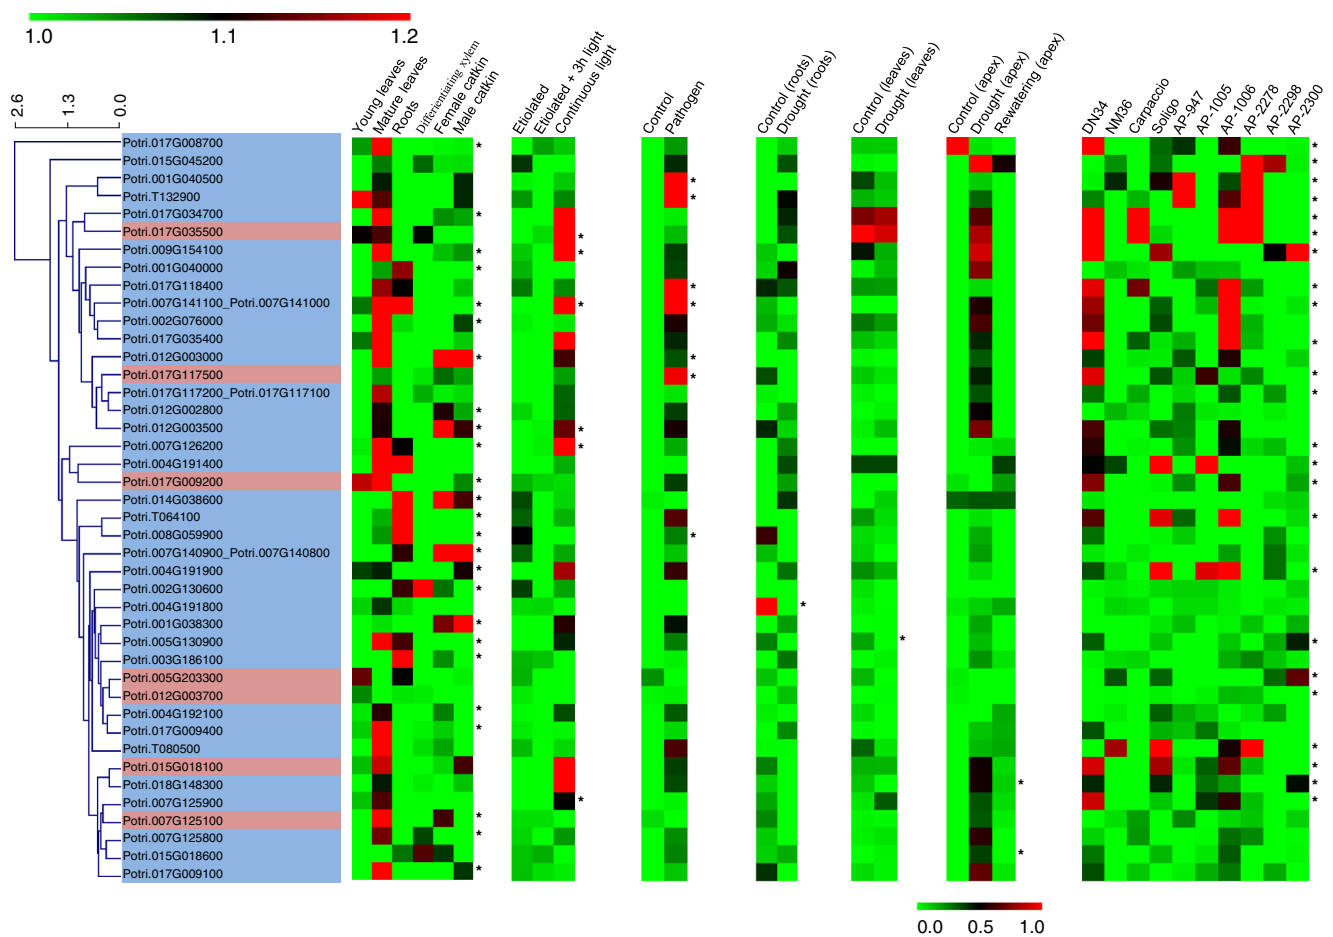 1.0 1.1 1.2
2.6 1.3 0.0
Young leaves
Mature leaves
Roots
Differentiating xylem
Female catkin
Male catkin
Etiolated
Etiolated + 3h light
Continuous light
Control
Pathogen
Control (roots)
Drought (roots)
Control (leaves)
Drought (leaves)
Control (apex)
Drought (apex)
Rewatering (apex)
DN34
NM36
Carpaccio
Soligo
AP-947
AP-1005
AP-1006
AP-2278
AP-2298
AP-2300
Potri.017G008700 * *
Potri.015G045200 *
Potri.001G040500 * *
Potri.T132900 * *
Potri.017G034700 * *
Potri.017G035500 * *
Potri.009G154100 * * *
Potri.001G040000 *
Potri.017G118400 *
Potri.007G141100_Potri.007G141000 * * *
Potri.002G076000 *
Potri.017G035400 *
Potri.012G003000 * *
Potri.017G117500 * *
Potri.017G117200_Potri.017G117100 *
Potri.012G002800 *
Potri.012G003500 * *
Potri.007G126200 * * *
Potri.004G191400 *
Potri.017G009200 * *
Potri.014G038600 *
Potri.T064100 * *
Potri.008G059900 * *
Potri.007G140900_Potri.007G140800 *
Potri.004G191900 * *
Potri.002G130600 *
Potri.004G191800 *
Potri.001G038300 *
Potri.005G130900 * * *
Potri.003G186100 *
Potri.005G203300 *
Potri.012G003700 *
Potri.004G192100 *
Potri.017G009400 *
Potri.T080500 *
Potri.015G018100 *
Potri.018G148300 * *
Potri.007G125900 * *
Potri.007G125100 *
Potri.007G125800 *
Potri.015G018600 *
Potri.017G009100 *
0.0 0.5 1.0